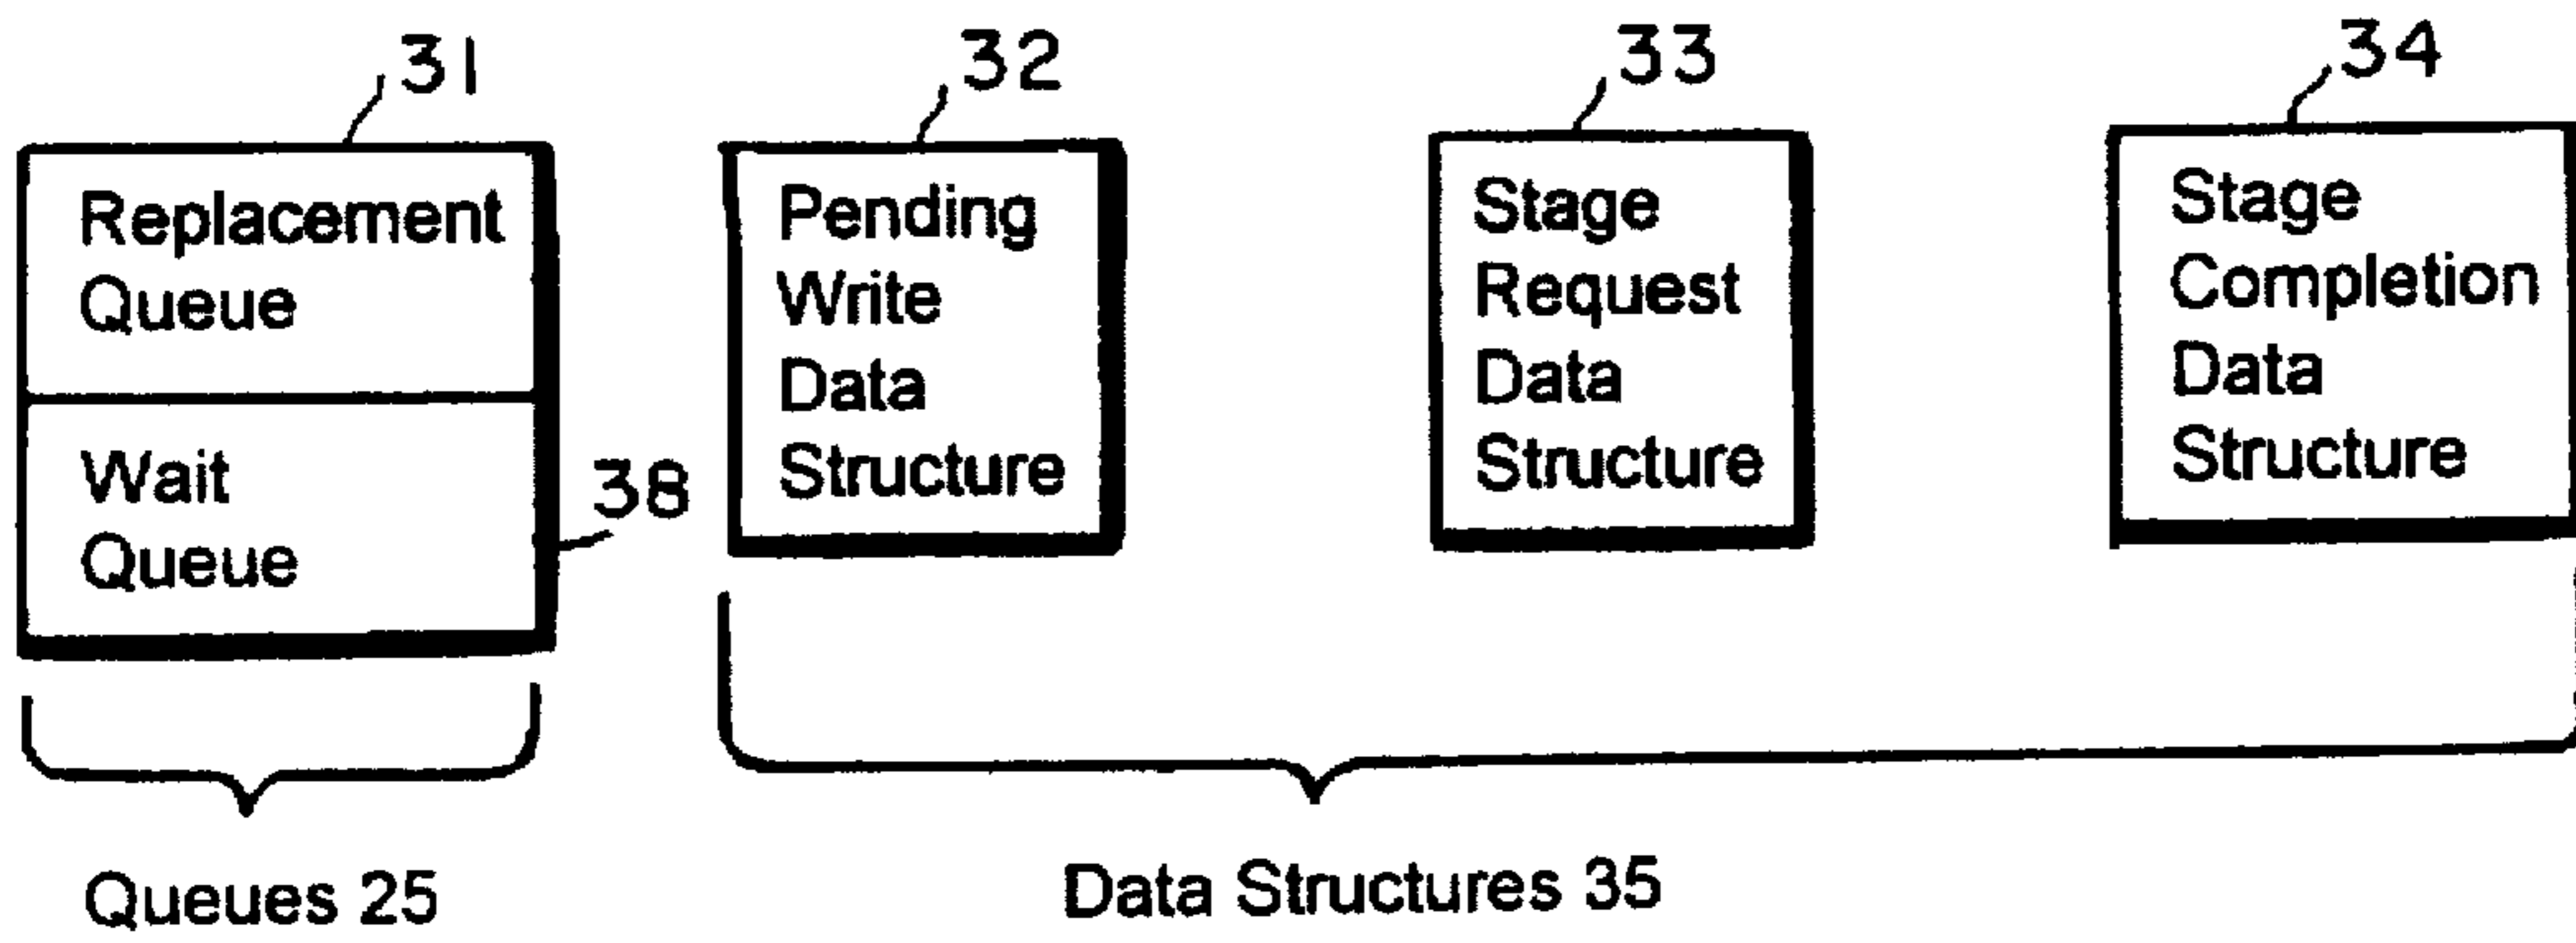 31
Replacement
Queue
Wait
Queue
38
32
Pending
Write
Data
Structure
33
Stage
Request
Data
Structure
34
Stage
Completion
Data
Structure
Queues 25
Data Structures 35